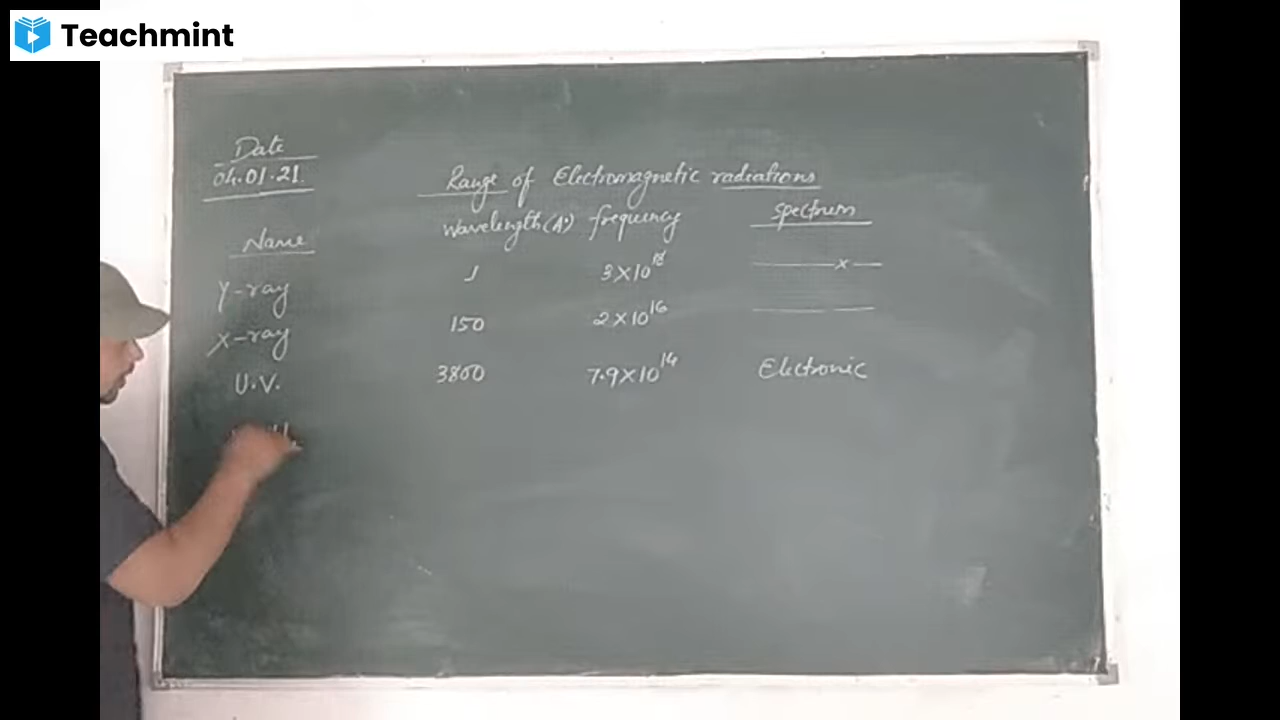 Teachmint
Date
04.01.21.
Range of Electromagnetic radiations
Name wavelength (A°) frequency spectrum
γ-ray 1 3×10^18 ——x—
X-ray 150 2×10^16 —— ——
U.V. 3800 7.9×10^14 Electronic